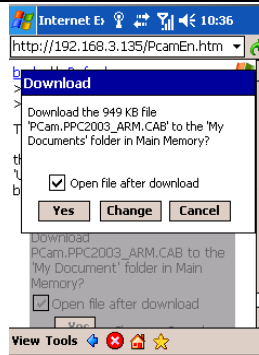 Internet E 10:36
http://192.168.3.135/PcamEn.htm
Download
Download the 949 KB file
'PCam.PPC2003_ARM.CAB' to the 'My
Documents' folder in Main Memory?
Open file after download
Yes Change Cancel
Download
PCam.PPC2003_ARM.CAB to the
'My Document' folder in Main
Memory?
Open file after download
View Tools